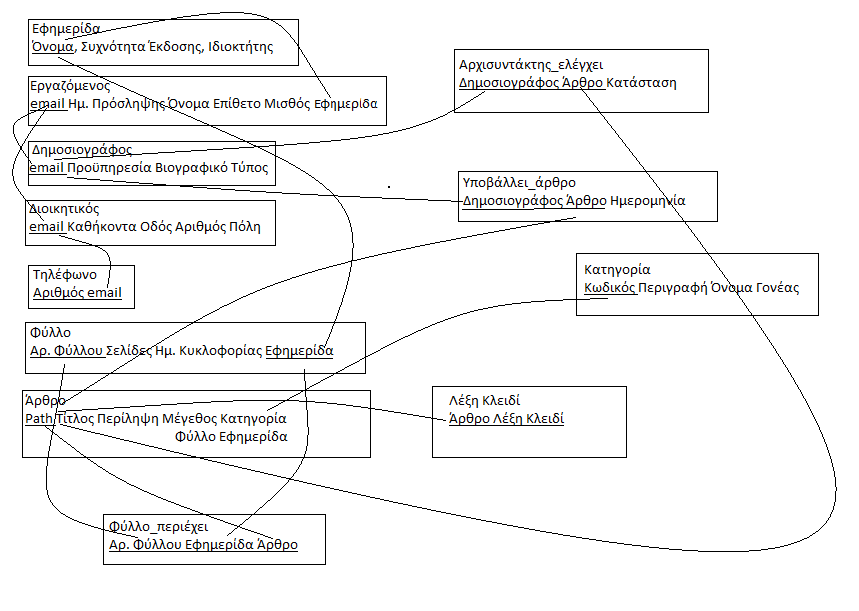 Εφημερίδα
Όνομα, Συχνότητα Έκδοσης, Ιδιοκτήτης
Εργαζόμενος
email Ημ. Πρόσληψης Όνομα Επίθετο Μισθός Εφημερίδα
Δημοσιογράφος
email Προϋπηρεσία Βιογραφικό Τύπος
Διοικητικός
email Καθήκοντα Οδός Αριθμός Πόλη
Τηλέφωνο
Αριθμός email
Φύλλο
Αρ. Φύλλου Σελίδες Ημ. Κυκλοφορίας Εφημερίδα
Άρθρο
Path Τίτλος Περίληψη Μέγεθος Κατηγορία
Φύλλο Εφημερίδα
Φύλλο_περιέχει
Αρ. Φύλλου Εφημερίδα Άρθρο
Αρχισυντάκτης_ελέγχει
Δημοσιογράφος Άρθρο Κατάσταση
Υποβάλλει_άρθρο
Δημοσιογράφος Άρθρο Ημερομηνία
Κατηγορία
Κωδικός Περιγραφή Όνομα Γονέας
Λέξη Κλειδί
Άρθρο Λέξη Κλειδί